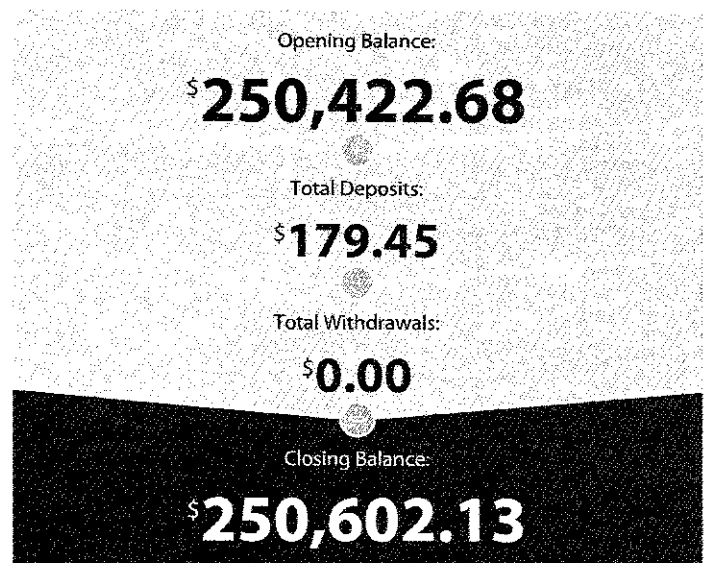 Opening Balance:
$250,422.68
Total Deposits:
$179.45
Total Withdrawals:
$0.00
Closing Balance:
$250,602.13